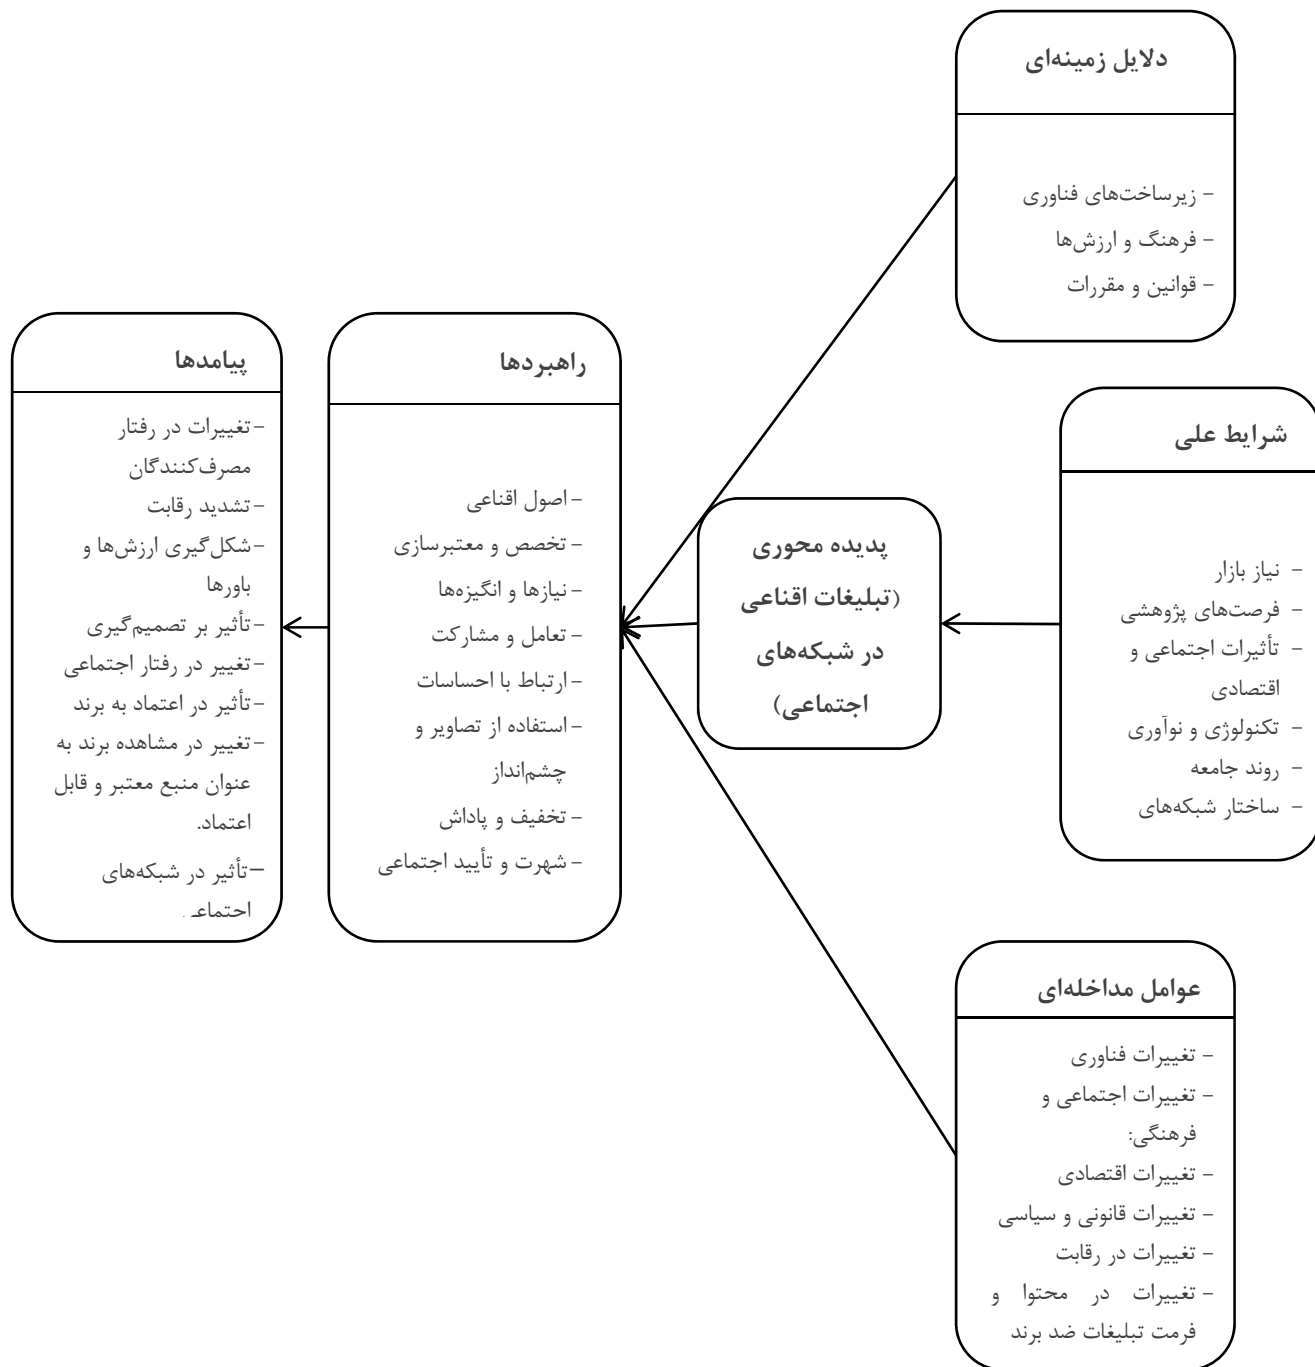 دلایل زمینه‌ای
- زیرساخت‌های فناوری
- فرهنگ و ارزش‌ها
- قوانین و مقررات
شرایط علی
- نیاز بازار
- فرصت‌های پژوهشی
- تأثیرات اجتماعی و
اقتصادی
- تکنولوژی و نوآوری
- روند جامعه
- ساختار شبکه‌های
پدیده محوری
(تبلیغات اقناعی
در شبکه‌های
اجتماعی)
راهبردها
- اصول اقناعی
- تخصص و معتبرسازی
- نیازها و انگیزه‌ها
- تعامل و مشارکت
- ارتباط با احساسات
- استفاده از تصاویر و
چشم‌انداز
- تخفیف و پاداش
- شهرت و تأیید اجتماعی
پیامدها
- تغییرات در رفتار
مصرف‌کنندگان
- تشدید رقابت
- شکل‌گیری ارزش‌ها و
باورها
- تأثیر بر تصمیم‌گیری
- تغییر در رفتار اجتماعی
- تأثیر در اعتماد به برند
- تغییر در مشاهده برند به
عنوان منبع معتبر و قابل
اعتماد.
- تأثیر در شبکه‌های
عوامل مداخله‌ای
- تغییرات فناوری
- تغییرات اجتماعی و
فرهنگی:
- تغییرات اقتصادی
- تغییرات قانونی و سیاسی
- تغییرات در رقابت
- تغییرات در محتوا و
فرمت تبلیغات ضد برند